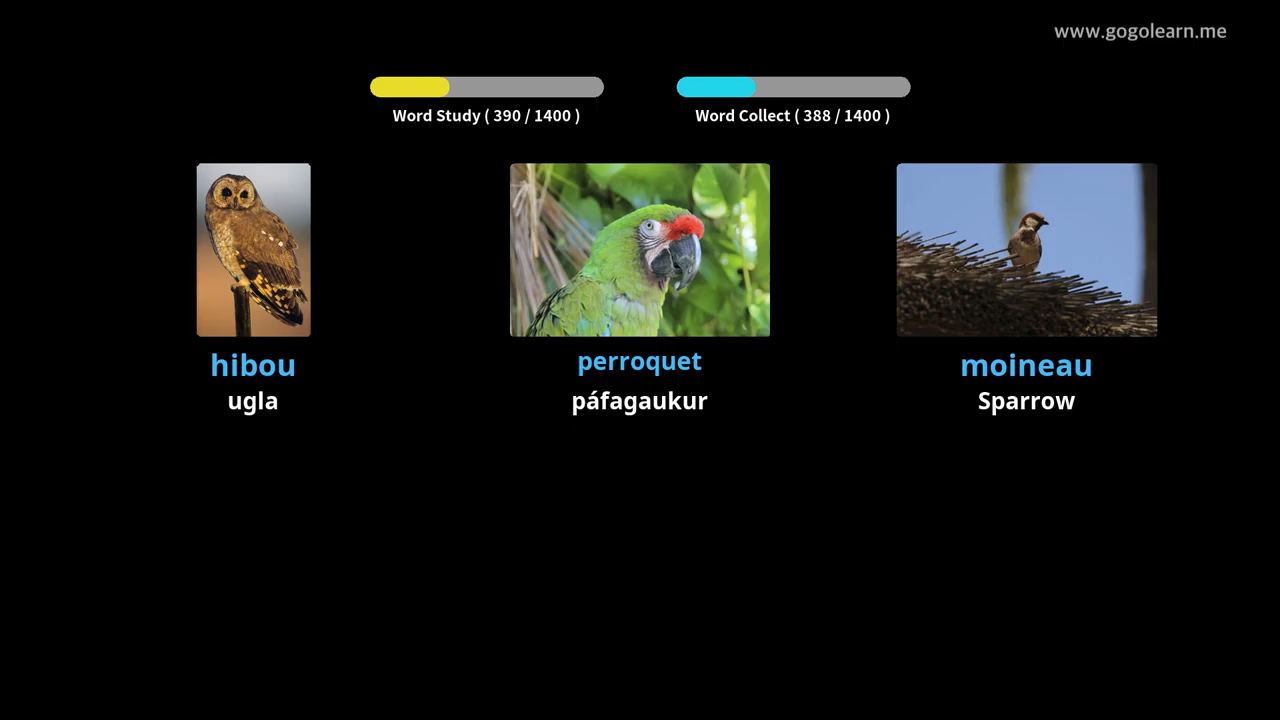 www.gogolearn.me
Word Study ( 390 / 1400 )
Word Collect ( 388 / 1400 )
hibou
ugla
perroquet
páfagaukur
moineau
Sparrow